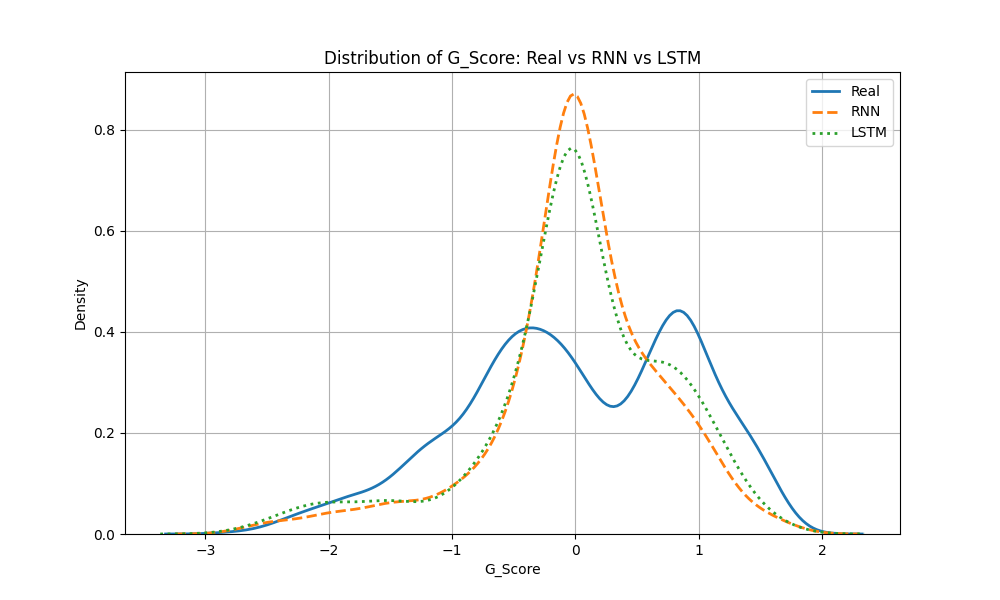 Distribution of G_Score: Real vs RNN vs LSTM
Real
RNN
LSTM
Density
0.8
0.6
0.4
0.2
0.0
−3
−2
−1
0
1
2
G_Score